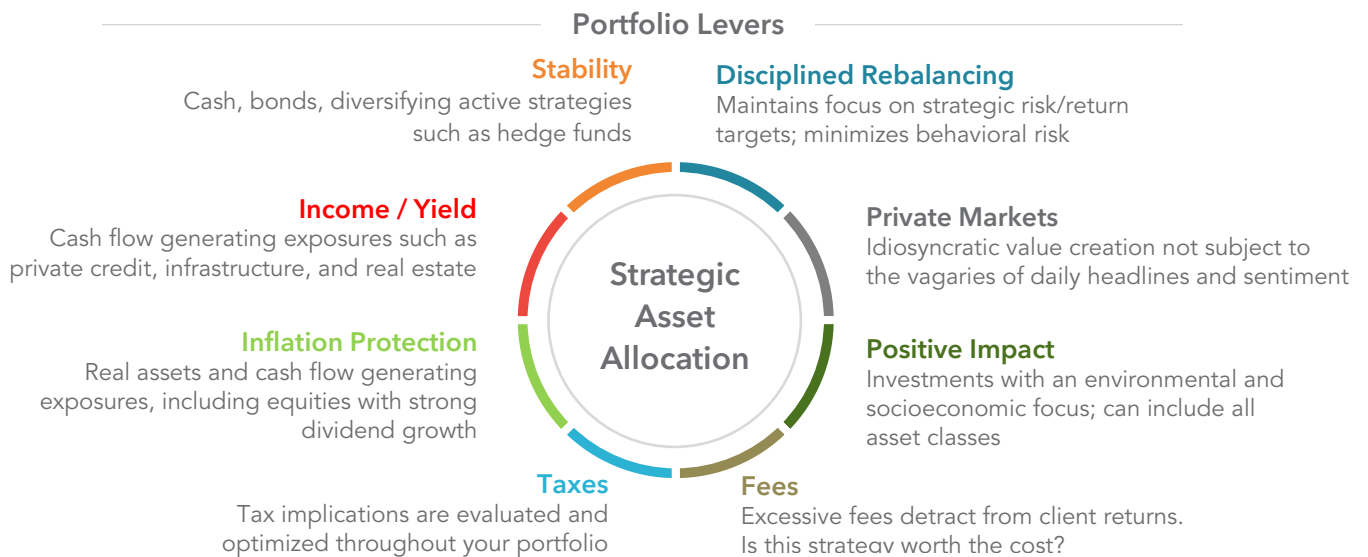 Portfolio Levers
Stability
Cash, bonds, diversifying active strategies
such as hedge funds
Disciplined Rebalancing
Maintains focus on strategic risk/return
targets; minimizes behavioral risk
Income / Yield
Cash flow generating exposures such as
private credit, infrastructure, and real estate
Private Markets
Idiosyncratic value creation not subject to
the vagaries of daily headlines and sentiment
Strategic
Asset
Allocation
Inflation Protection
Real assets and cash flow generating
exposures, including equities with strong
dividend growth
Positive Impact
Investments with an environmental and
socioeconomic focus; can include all
asset classes
Taxes
Tax implications are evaluated and
optimized throughout your portfolio
Fees
Excessive fees detract from client returns.
Is this strategy worth the cost?